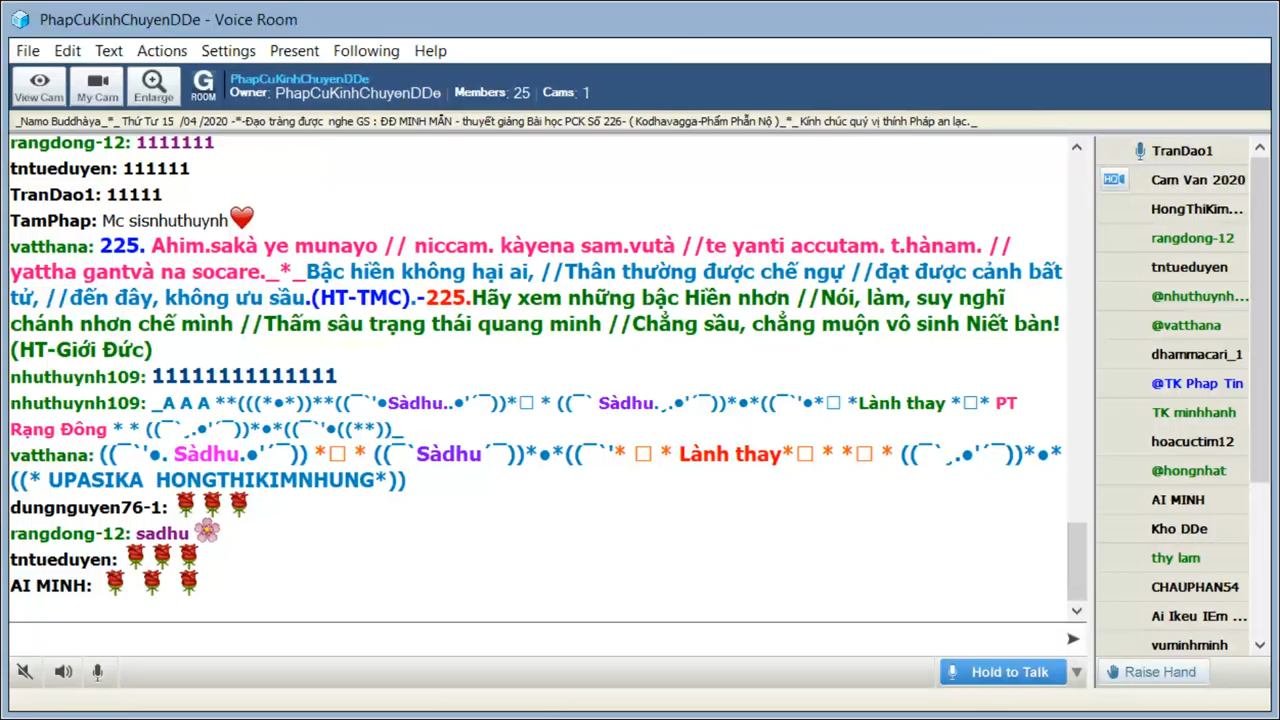 PhapCuKinhChuyenDDe - Voice Room
File Edit Text Actions Settings Present Following Help
View Cam My Cam Enlarge G ROOM
PhapCuKinhChuyenDDe
Owner: PhapCuKinhChuyenDDe Members: 25 Cams: 1
_Namo Buddhàya_*_ Thứ Tư 15 /04 /2020 -*-Đạo tràng được nghe GS : ĐĐ MINH MẪN - thuyết giảng Bài học PCK Số 226- ( Kodhavagga-Phẩm Phẫn Nộ )_*_ Kính chúc quý vị thính Pháp an lạc._
rangdong-12: 1111111
tntueduyen: 111111
TranDao1: 11111
TamPhap: Mc sisnhuthuynh
vatthana: 225. Ahim.sakà ye munayo // niccam. kàyena sam.vutà //te yanti accutam. t.hànam. //
yattha gantvà na socare._*_Bậc hiền không hại ai, //Thân thường được chế ngự //đạt được cảnh bất
tử, //đến đây, không ưu sầu.(HT-TMC).-225.Hãy xem những bậc Hiền nhơn //Nói, làm, suy nghĩ
chánh nhơn chế mình //Thấm sâu trạng thái quang minh //Chẳng sầu, chẳng muộn vô sinh Niết bàn!
(HT-Giới Đức)
nhuthuynh109: 11111111111111
nhuthuynh109: _A A A **(((*•*))**((¯`'•Sàdhu..•'´¯))*□ * ((¯` Sàdhu.¸.•'´¯))*•*((¯`'•*□ *Lành thay *□* PT
Rạng Đông * * ((¯`¸.•'´¯))*•*((¯`'•((**))_
vatthana: ((¯`'•. Sàdhu.•'´¯)) *□ * ((¯`Sàdhu´¯))*•*((¯`'* □ * Lành thay*□ * *□ * ((¯`¸.•'´¯))*•*
((* UPASIKA HONGTHIKIMNHUNG*))
dungnguyen76-1:
rangdong-12: sadhu
tntueduyen:
AI MINH:
Hold to Talk
TranDao1
HQ Cam Van 2020
HongThiKim...
rangdong-12
tntueduyen
@nhuthuynh...
@vatthana
dhammacari_1
@TK Phap Tin
TK minhhanh
hoacuctim12
@hongnhat
AI MINH
Kho DDe
thy lam
CHAUPHAN54
Ai Ikeu IEm ...
vuminhminh
Raise Hand